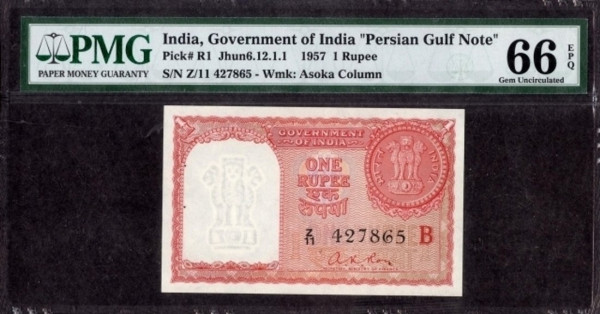 PMG
PAPER MONEY GUARANTY
India, Government of India "Persian Gulf Note"
Pick# R1 Jhun6.12.1.1 1957 1 Rupee
S/N Z/11 427865 - Wmk: Asoka Column
66 EPQ
Gem Uncirculated
1 1
GOVERNMENT
OF INDIA
ONE
RUPEE
एक
रुपया
Z/11 427865 B